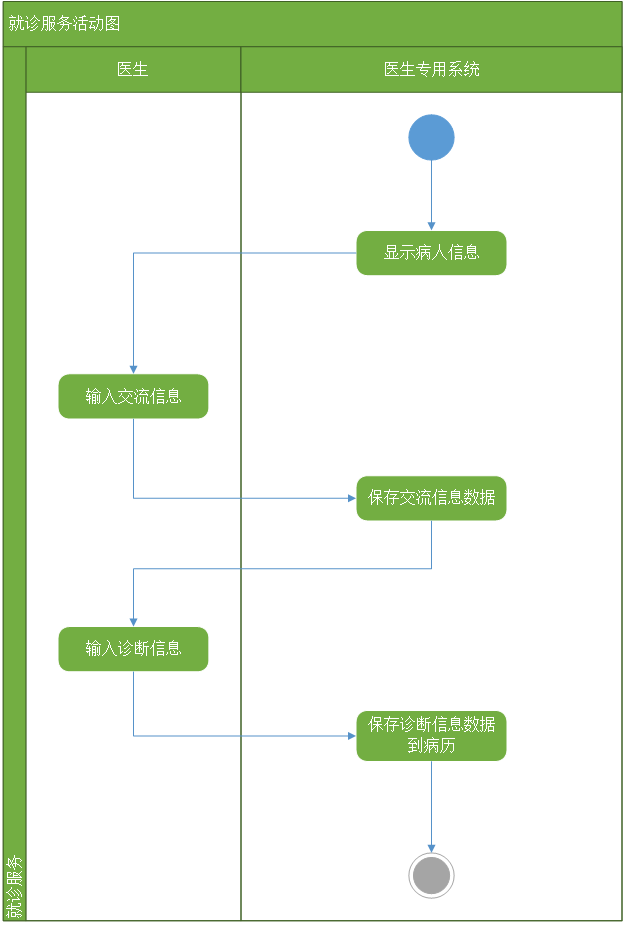 就诊服务活动图
医生
医生专用系统
显示病人信息
输入交流信息
保存交流信息数据
输入诊断信息
保存诊断信息数据
到病历
就诊服务